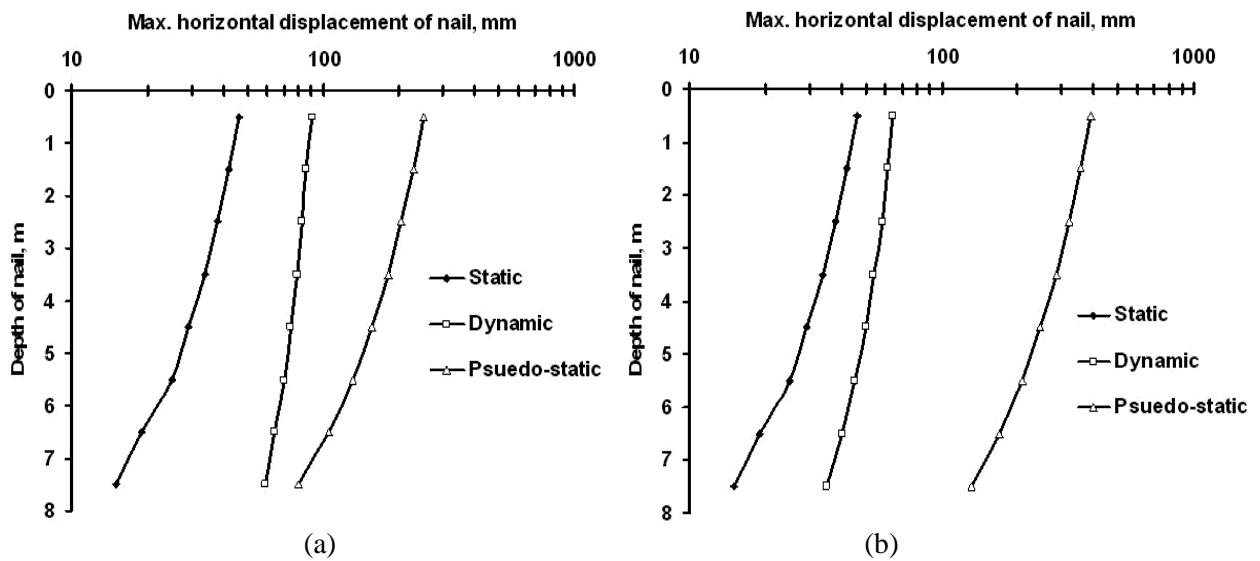 Max. horizontal displacement of nail, mm
10 100 1000
0
1
2
3
4
5
6
7
8
Depth of nail, m
Static
Dynamic
Psuedo-static
(a)
Max. horizontal displacement of nail, mm
10 100 1000
0
1
2
3
4
5
6
7
8
Depth of nail, m
Static
Dynamic
Psuedo-static
(b)